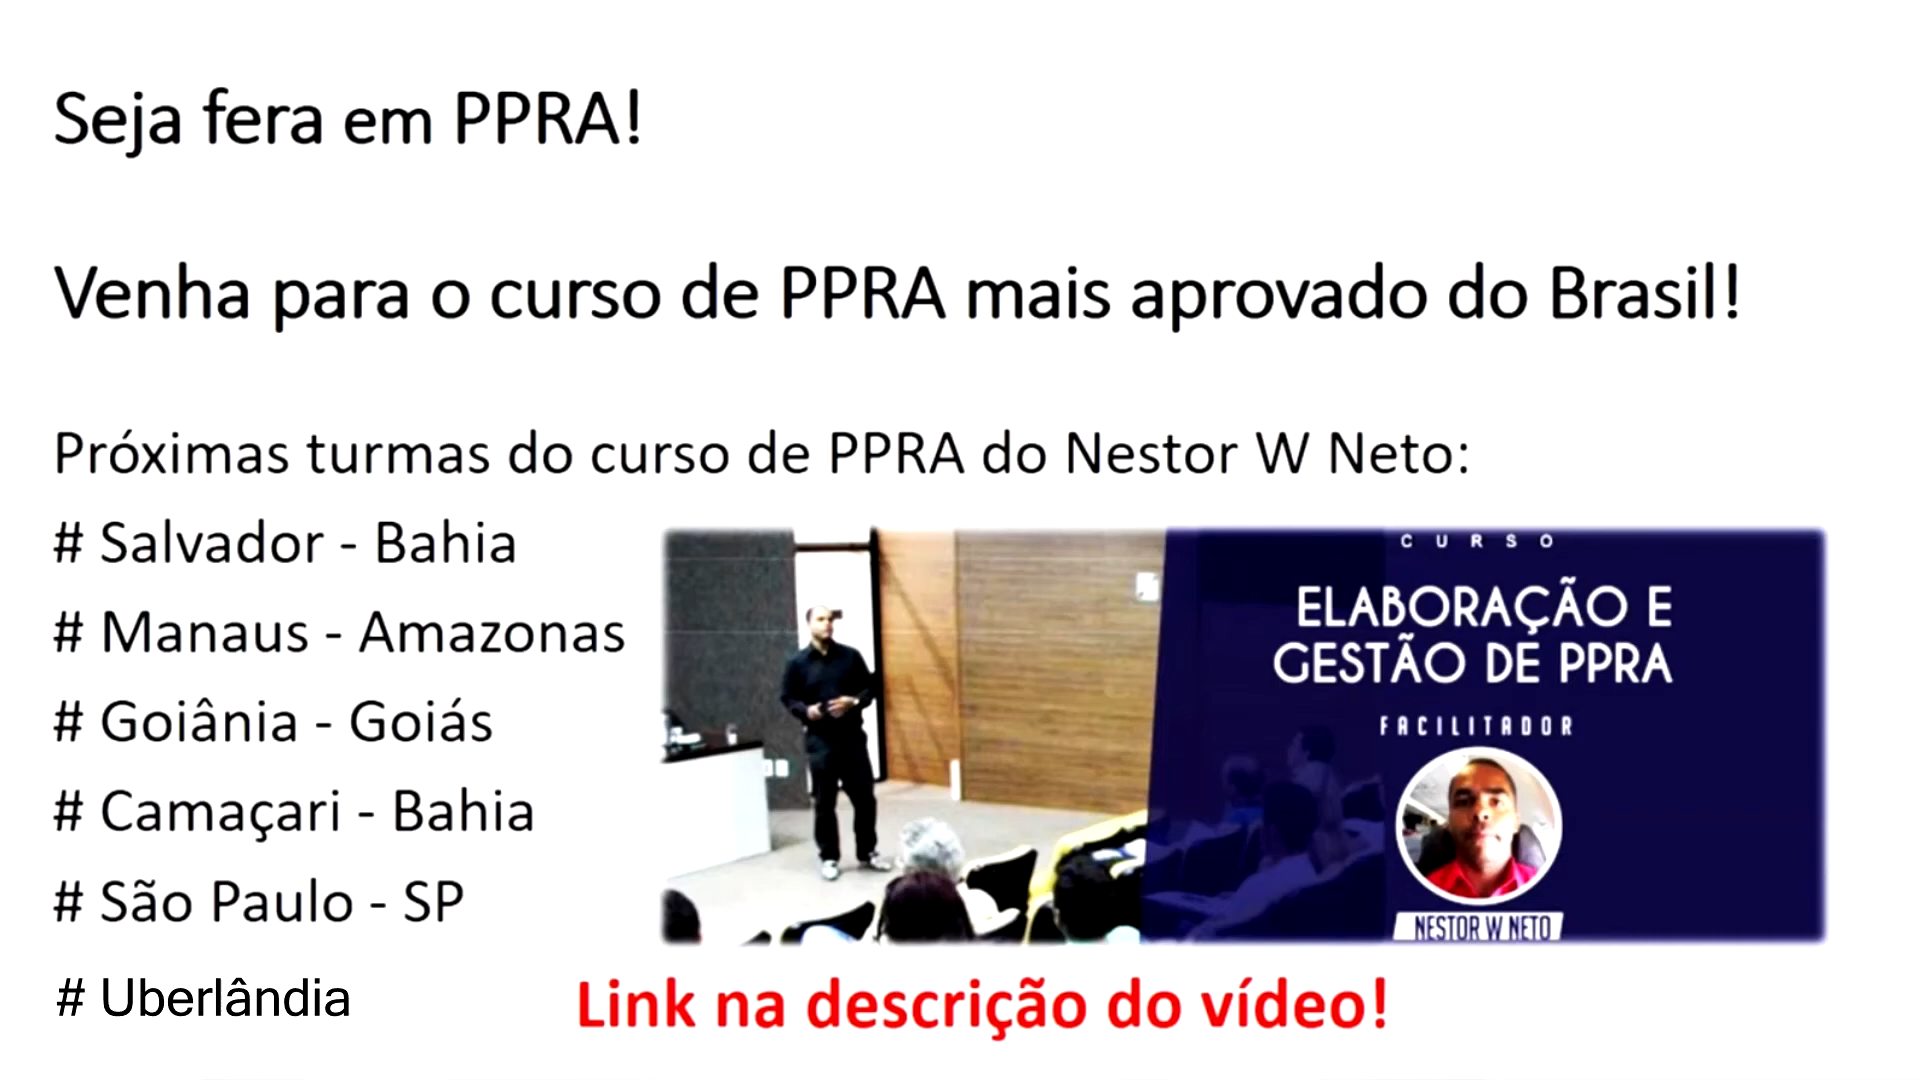 Seja fera em PPRA!
Venha para o curso de PPRA mais aprovado do Brasil!
Próximas turmas do curso de PPRA do Nestor W Neto:
# Salvador - Bahia
# Manaus - Amazonas
# Goiânia - Goiás
# Camaçari - Bahia
# São Paulo - SP
# Uberlândia
CURSO
ELABORAÇÃO E
GESTÃO DE PPRA
FACILITADOR
NESTOR W NETO
Link na descrição do vídeo!